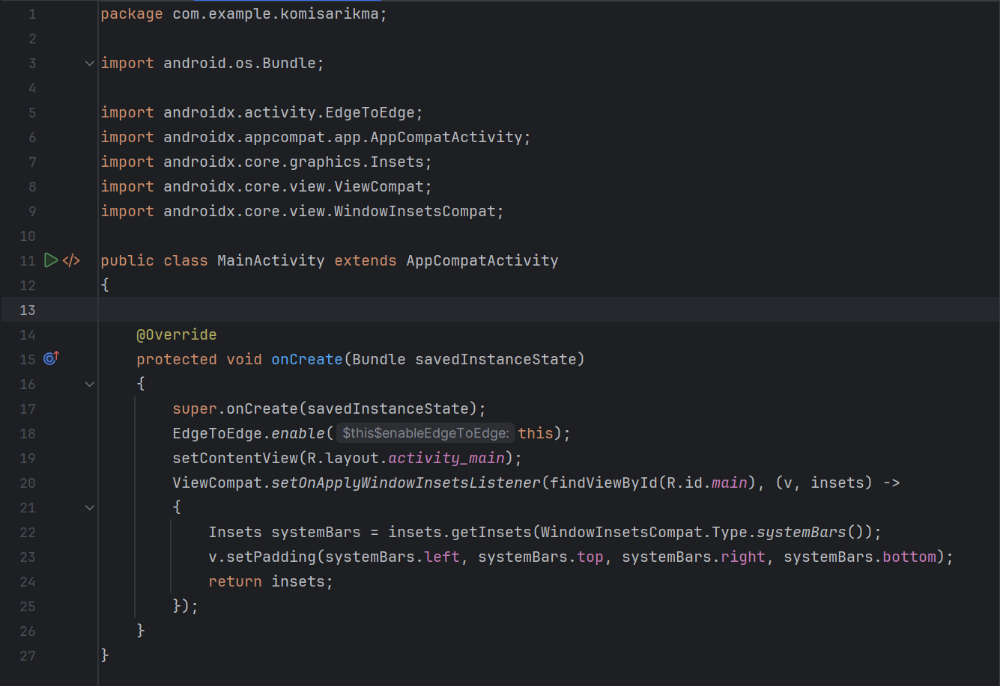 1 package com.example.komisarikma;
2
3 import android.os.Bundle;
4
5 import androidx.activity.EdgeToEdge;
6 import androidx.appcompat.app.AppCompatActivity;
7 import androidx.core.graphics.Insets;
8 import androidx.core.view.ViewCompat;
9 import androidx.core.view.WindowInsetsCompat;
10
11 </> public class MainActivity extends AppCompatActivity
12 {
13
14     @Override
15     protected void onCreate(Bundle savedInstanceState)
16     {
17         super.onCreate(savedInstanceState);
18         EdgeToEdge.enable( $this$enableEdgeToEdge: this);
19         setContentView(R.layout.activity_main);
20         ViewCompat.setOnApplyWindowInsetsListener(findViewById(R.id.main), (v, insets) ->
21         {
22             Insets systemBars = insets.getInsets(WindowInsetsCompat.Type.systemBars());
23             v.setPadding(systemBars.left, systemBars.top, systemBars.right, systemBars.bottom);
24             return insets;
25         });
26     }
27 }